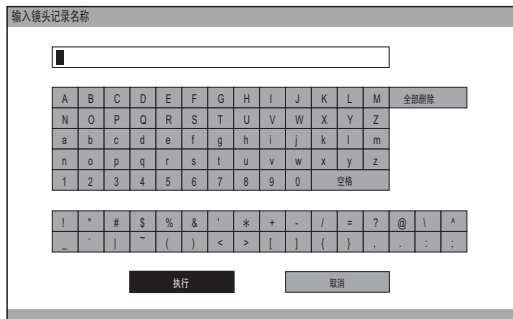 输入镜头记录名称
A B C D E F G H I J K L M 全部删除
N O P Q R S T U V W X Y Z
a b c d e f g h i j k l m
n o p q r s t u v w x y z
1 2 3 4 5 6 7 8 9 0 空格
! " # $ % & ' * + - / = ? @ \ ^
_ ` | ~ ( ) < > [ ] { } , . : ;
执行 取消